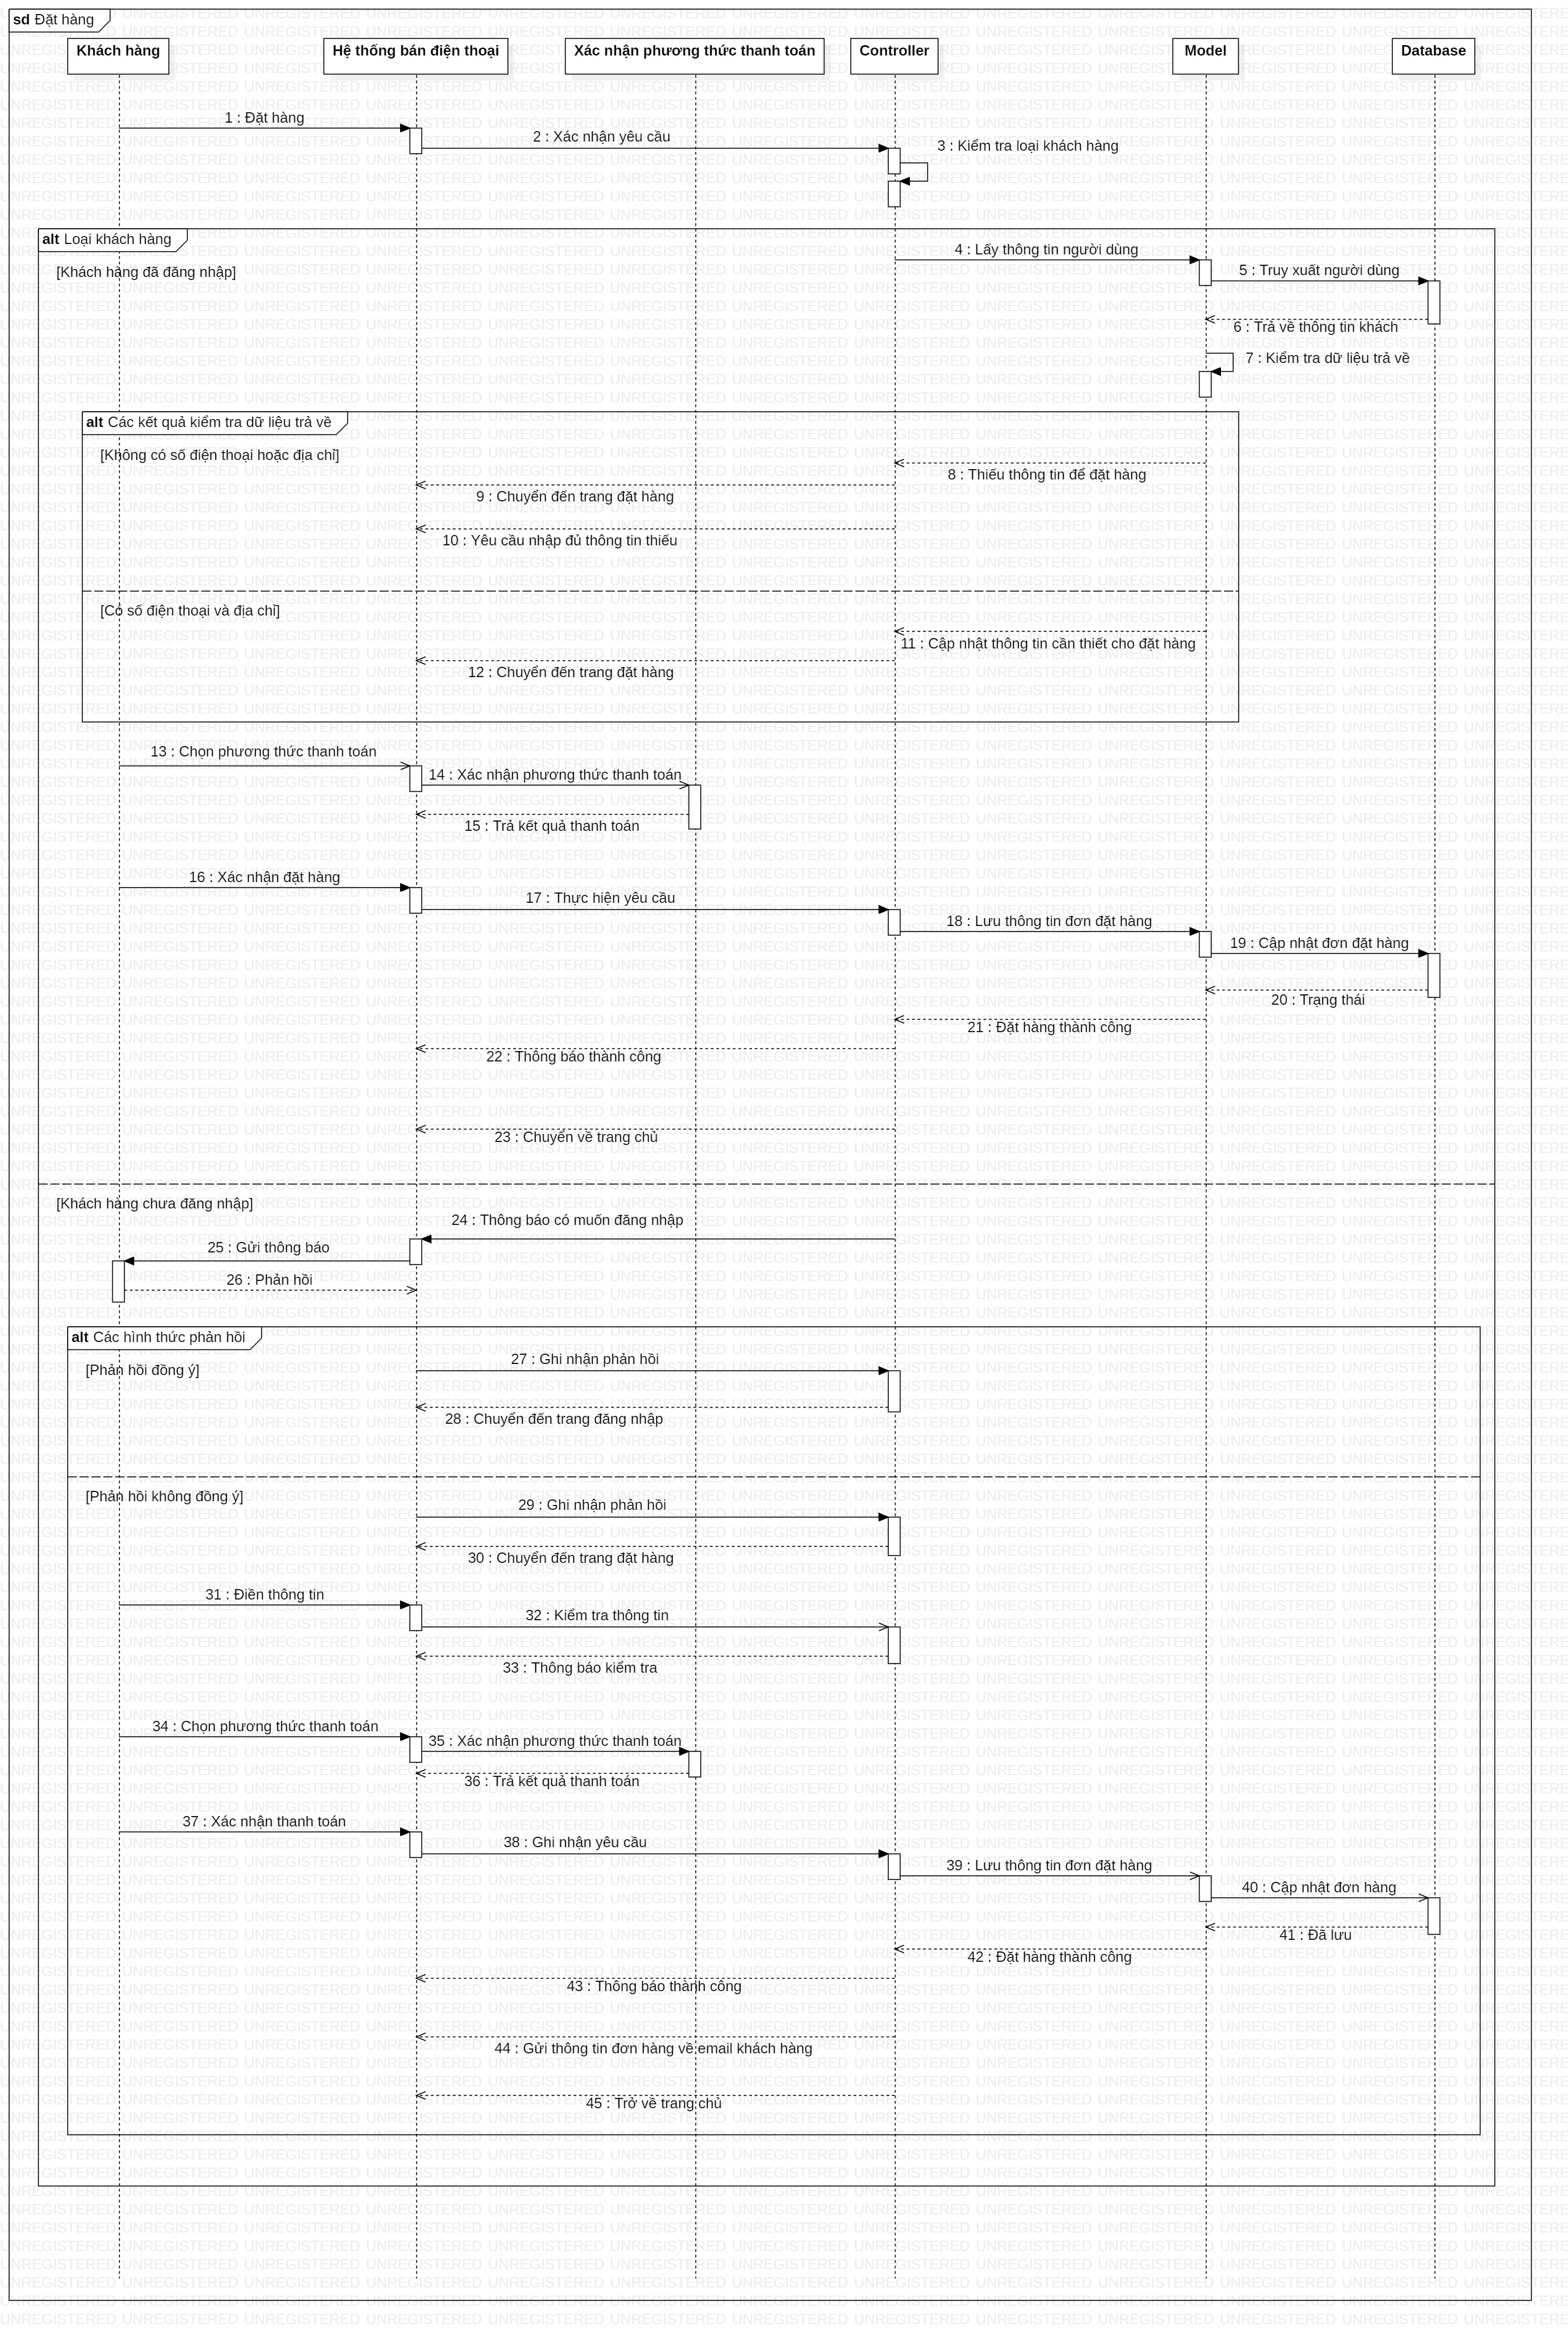 sd Đặt hàng
Khách hàng
Hệ thống bán điện thoại
Xác nhận phương thức thanh toán
Controller
Model
Database
1 : Đặt hàng
2 : Xác nhận yêu cầu
3 : Kiểm tra loại khách hàng
alt Loại khách hàng
[Khách hàng đã đăng nhập]
4 : Lấy thông tin người dùng
5 : Truy xuất người dùng
6 : Trả về thông tin khách
7 : Kiểm tra dữ liệu trả về
alt Các kết quả kiểm tra dữ liệu trả về
[Không có số điện thoại hoặc địa chỉ]
8 : Thiếu thông tin để đặt hàng
9 : Chuyển đến trang đặt hàng
10 : Yêu cầu nhập đủ thông tin thiếu
[Có số điện thoại và địa chỉ]
11 : Cập nhật thông tin cần thiết cho đặt hàng
12 : Chuyển đến trang đặt hàng
13 : Chọn phương thức thanh toán
14 : Xác nhận phương thức thanh toán
15 : Trả kết quả thanh toán
16 : Xác nhận đặt hàng
17 : Thực hiện yêu cầu
18 : Lưu thông tin đơn đặt hàng
19 : Cập nhật đơn đặt hàng
20 : Trạng thái
21 : Đặt hàng thành công
22 : Thông báo thành công
23 : Chuyển về trang chủ
[Khách hàng chưa đăng nhập]
24 : Thông báo có muốn đăng nhập
25 : Gửi thông báo
26 : Phản hồi
alt Các hình thức phản hồi
[Phản hồi đồng ý]
27 : Ghi nhận phản hồi
28 : Chuyển đến trang đăng nhập
[Phản hồi không đồng ý]
29 : Ghi nhận phản hồi
30 : Chuyển đến trang đặt hàng
31 : Điền thông tin
32 : Kiểm tra thông tin
33 : Thông báo kiểm tra
34 : Chọn phương thức thanh toán
35 : Xác nhận phương thức thanh toán
36 : Trả kết quả thanh toán
37 : Xác nhận thanh toán
38 : Ghi nhận yêu cầu
39 : Lưu thông tin đơn đặt hàng
40 : Cập nhật đơn hàng
41 : Đã lưu
42 : Đặt hàng thành công
43 : Thông báo thành công
44 : Gửi thông tin đơn hàng về email khách hàng
45 : Trở về trang chủ